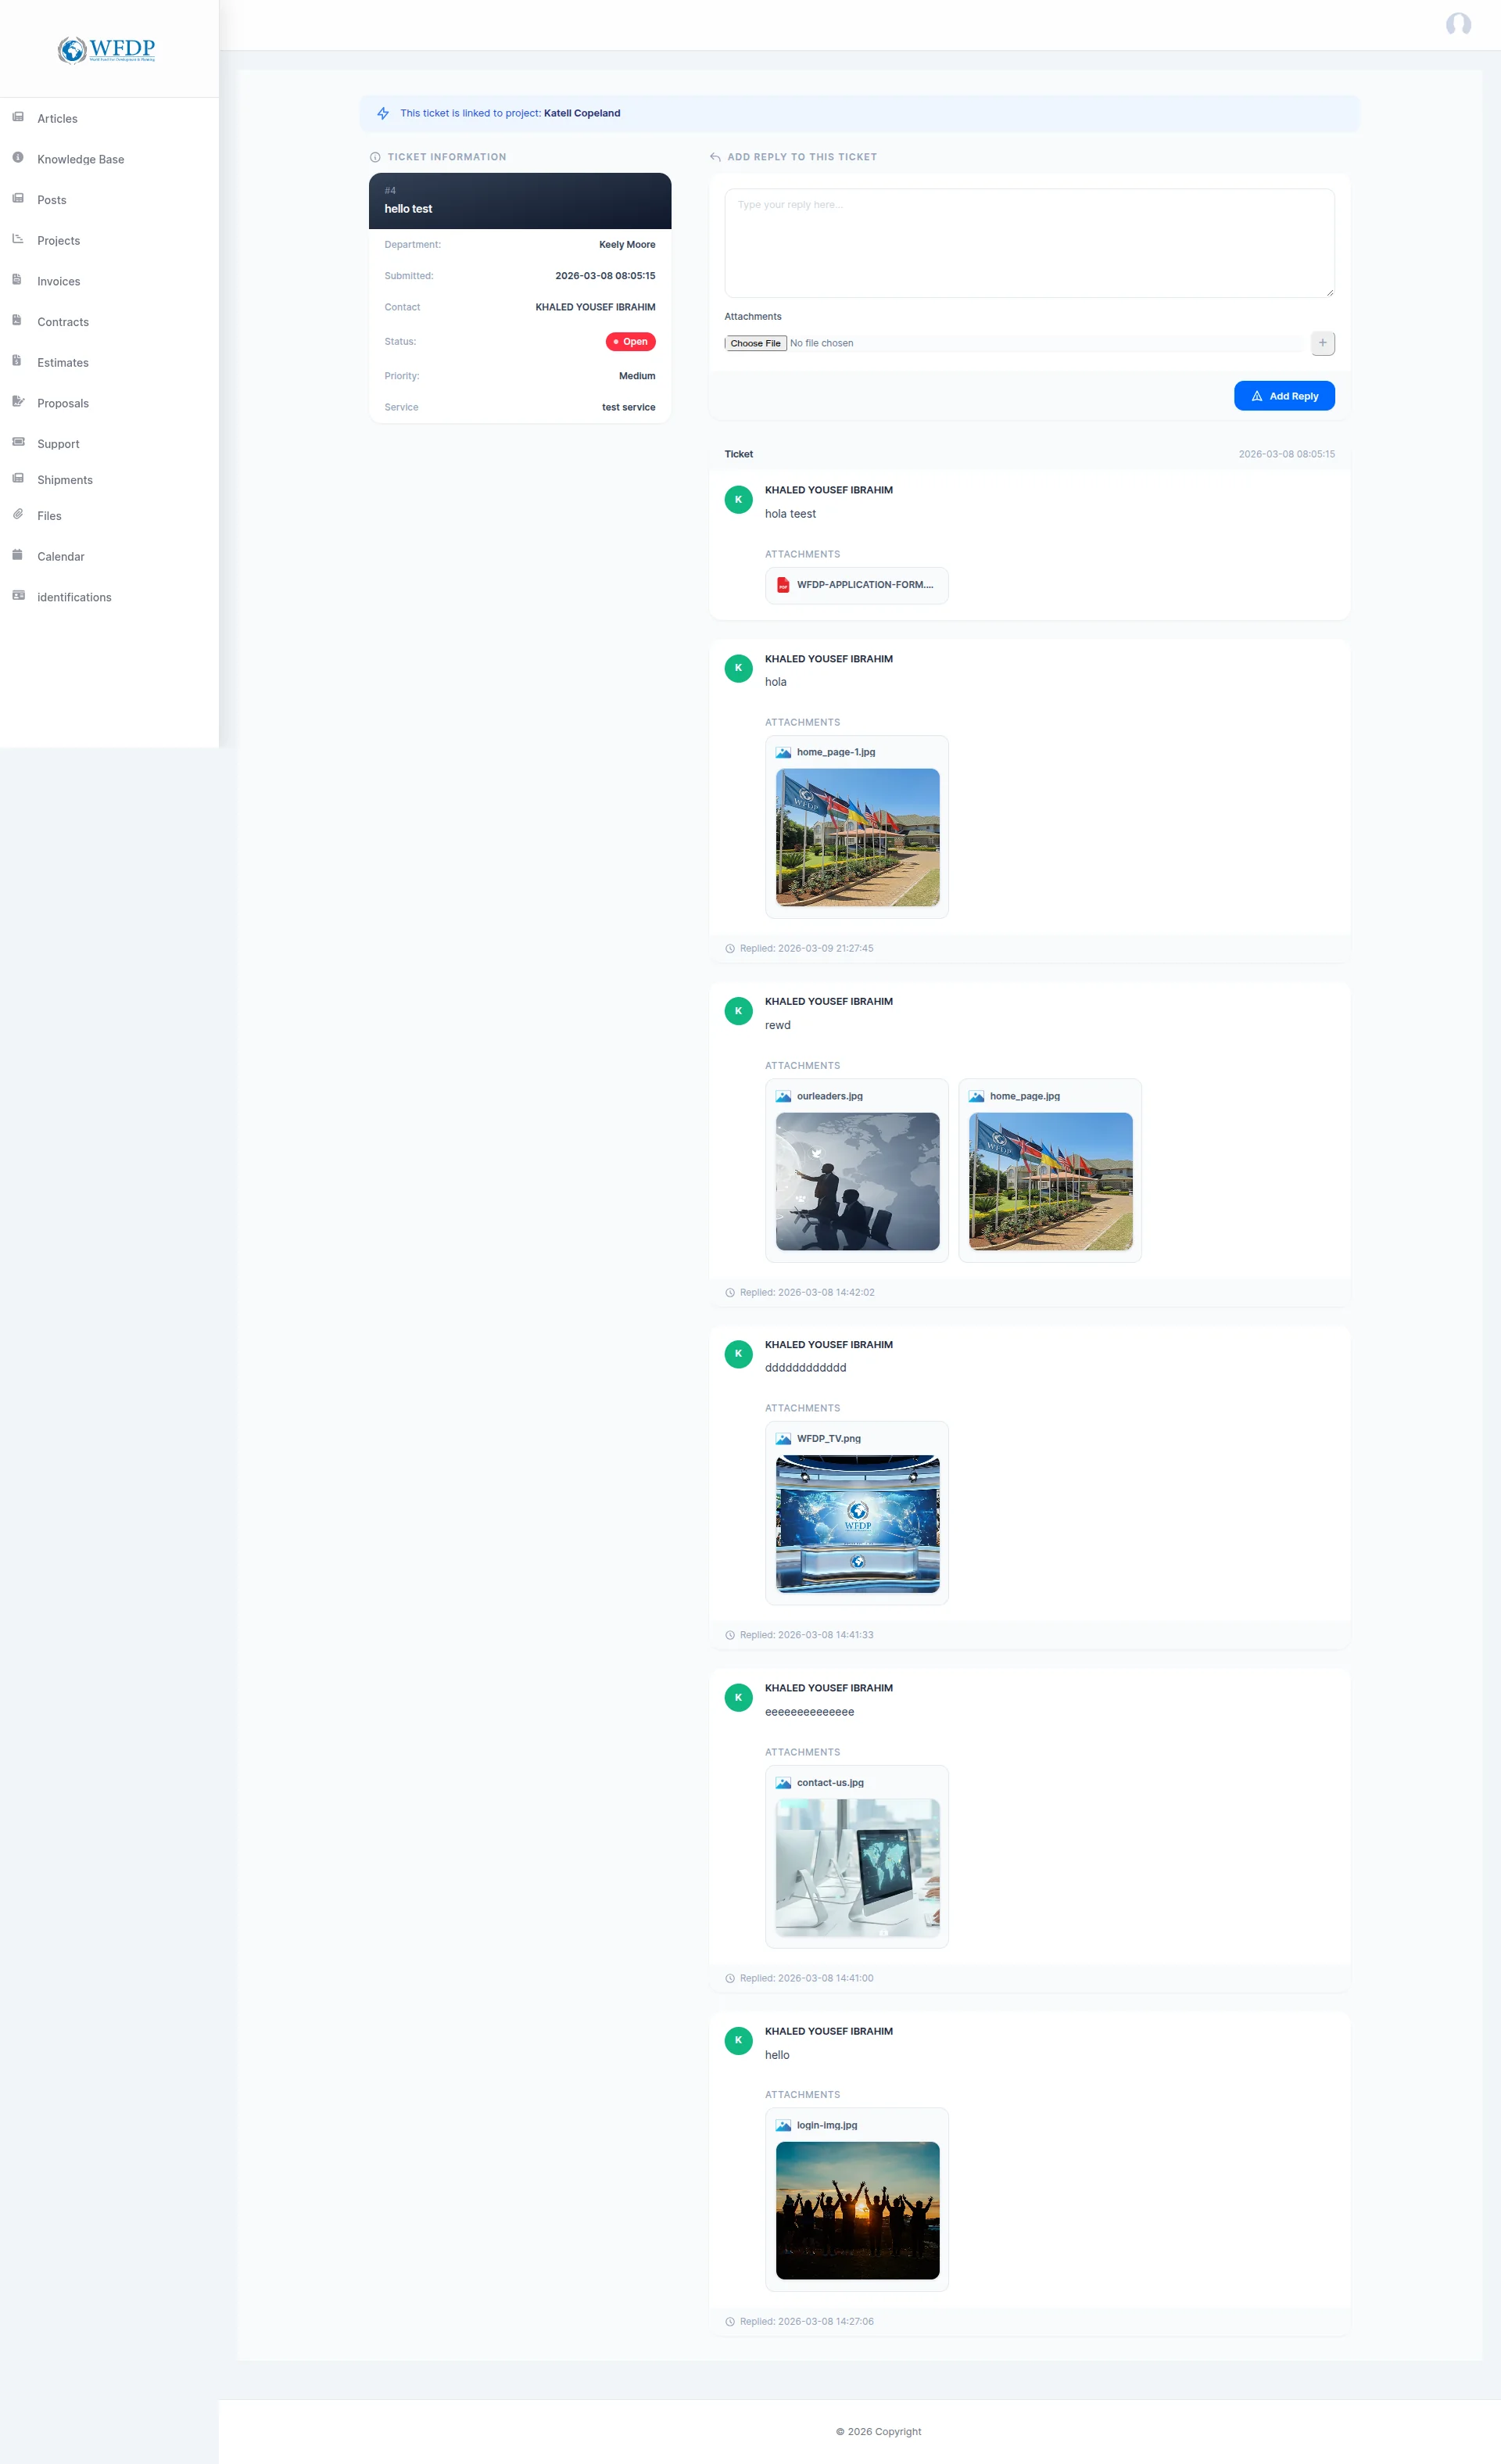 WFDP
Articles
Knowledge Base
Posts
Projects
Invoices
Contracts
Estimates
Proposals
Support
Shipments
Files
Calendar
identifications
This ticket is linked to project: Katell Copeland
TICKET INFORMATION
#4
hello test
Department: Keely Moore
Submitted: 2026-03-08 08:05:15
Contact KHALED YOUSEF IBRAHIM
Status: Open
Priority: Medium
Service test service
ADD REPLY TO THIS TICKET
Type your reply here...
Attachments
Choose File No file chosen
+
Add Reply
Ticket 2026-03-08 08:05:15
K
KHALED YOUSEF IBRAHIM
hola teest
ATTACHMENTS
WFDP-APPLICATION-FORM....
K
KHALED YOUSEF IBRAHIM
hola
ATTACHMENTS
home_page-1.jpg
WFDP
Replied: 2026-03-09 21:27:45
K
KHALED YOUSEF IBRAHIM
rewd
ATTACHMENTS
ourleaders.jpg
home_page.jpg
WFDP
Replied: 2026-03-08 14:42:02
K
KHALED YOUSEF IBRAHIM
dddddddddddd
ATTACHMENTS
WFDP_TV.png
WFDP
Replied: 2026-03-08 14:41:33
K
KHALED YOUSEF IBRAHIM
eeeeeeeeeeeeee
ATTACHMENTS
contact-us.jpg
Replied: 2026-03-08 14:41:00
K
KHALED YOUSEF IBRAHIM
hello
ATTACHMENTS
login-img.jpg
Replied: 2026-03-08 14:27:06
© 2026 Copyright